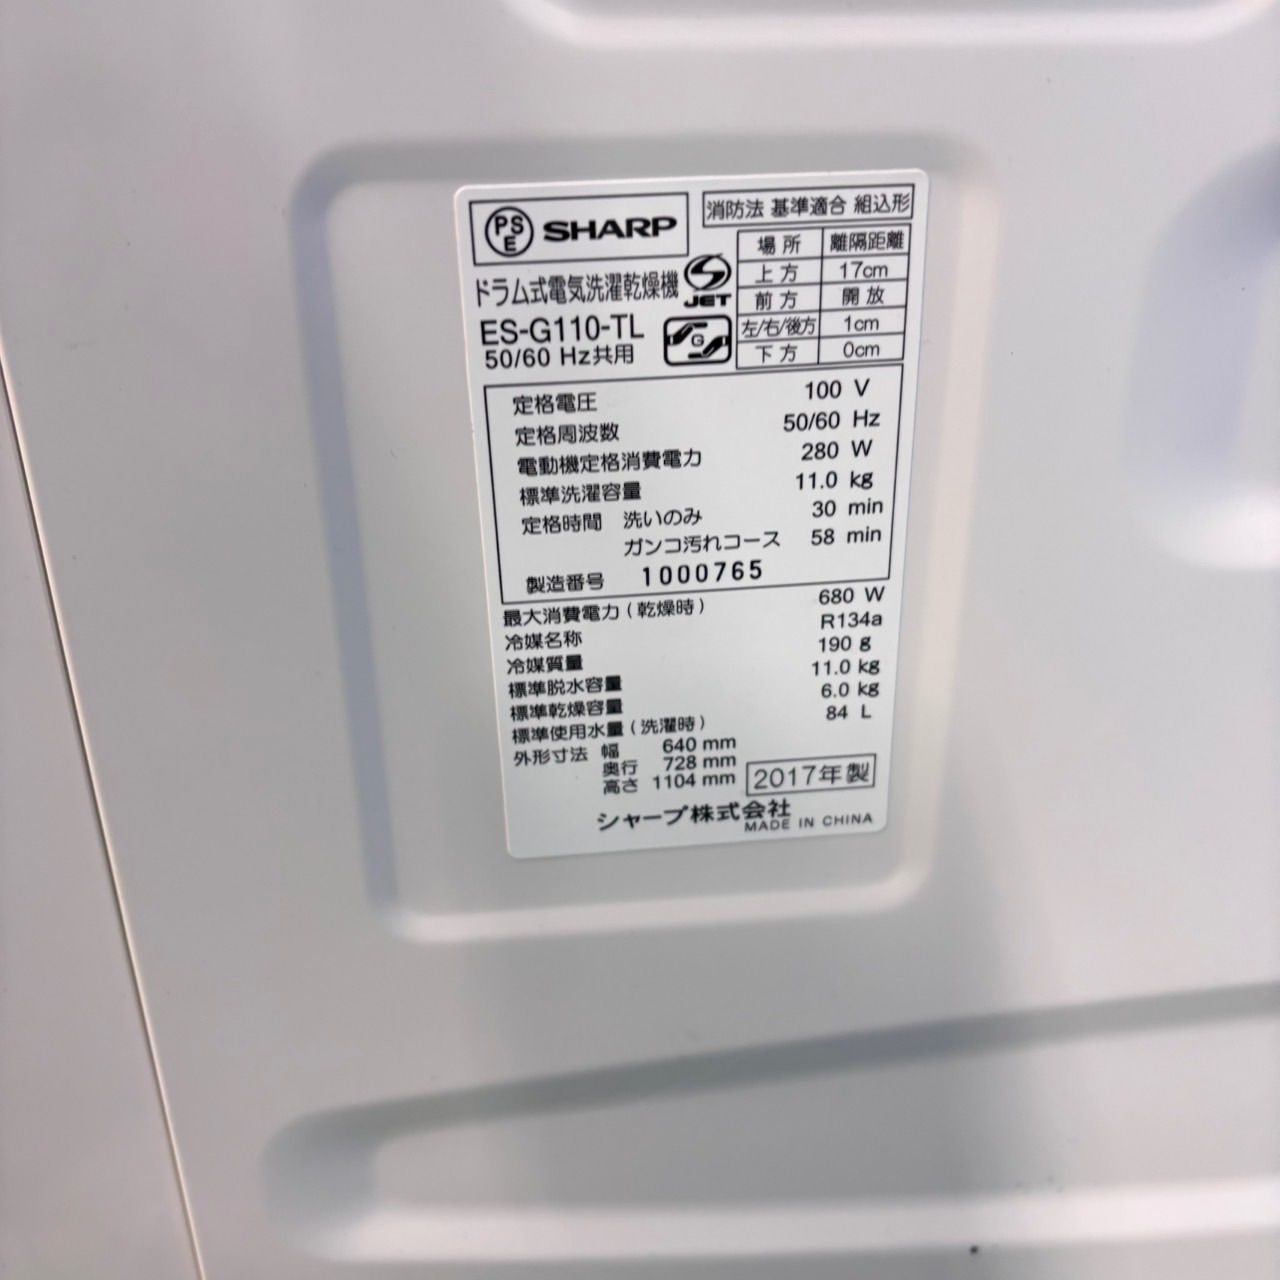 PSE SHARP
消防法 基準適合 組込形
場所 離隔距離
上方 17cm
前方 開放
左/右/後方 1cm
下方 0cm
ドラム式電気洗濯乾燥機
S JET
ES-G110-TL
G
50/60 Hz共用
定格電圧 100 V
定格周波数 50/60 Hz
電動機定格消費電力 280 W
標準洗濯容量 11.0 kg
定格時間 洗いのみ 30 min
ガンコ汚れコース 58 min
製造番号 1000765
最大消費電力(乾燥時) 680 W
冷媒名称 R134a
冷媒質量 190 g
標準脱水容量 11.0 kg
標準乾燥容量 6.0 kg
標準使用水量(洗濯時) 84 L
外形寸法 幅 640 mm
奥行 728 mm
高さ 1104 mm
2017年製
シャープ株式会社
MADE IN CHINA